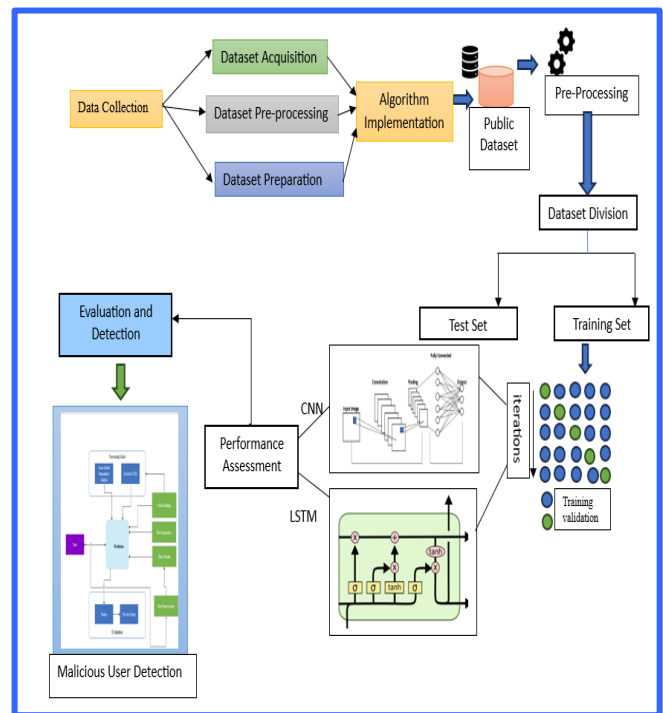 Dataset Acquisition
Data Collection
Dataset Pre-processing
Dataset Preparation
Algorithm
Implementation
Public
Dataset
Pre-Processing
Dataset Division
Test Set
Training Set
iterations
Training
validation
CNN
Input Image
Convolution
Pooling
Fully Connected
Output
LSTM
σ
σ
tanh
σ
tanh
Performance
Assessment
Evaluation and
Detection
Malicious User Detection